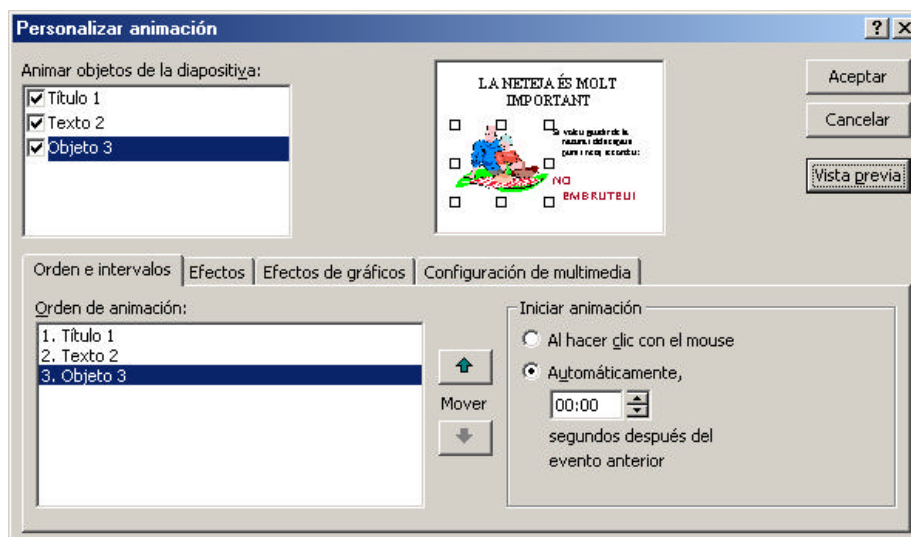 Personalizar animación
Animar objetos de la diapositiva:
Título 1
Texto 2
Objeto 3
LA NETEJA ÉS MOLT
IMPORTANT
NO
EMBRUTEU!
Aceptar
Cancelar
Vista previa
Orden e intervalos
Efectos
Efectos de gráficos
Configuración de multimedia
Orden de animación:
1. Título 1
2. Texto 2
3. Objeto 3
Mover
Iniciar animación
Al hacer clic con el mouse
Automáticamente,
00:00
segundos después del
evento anterior